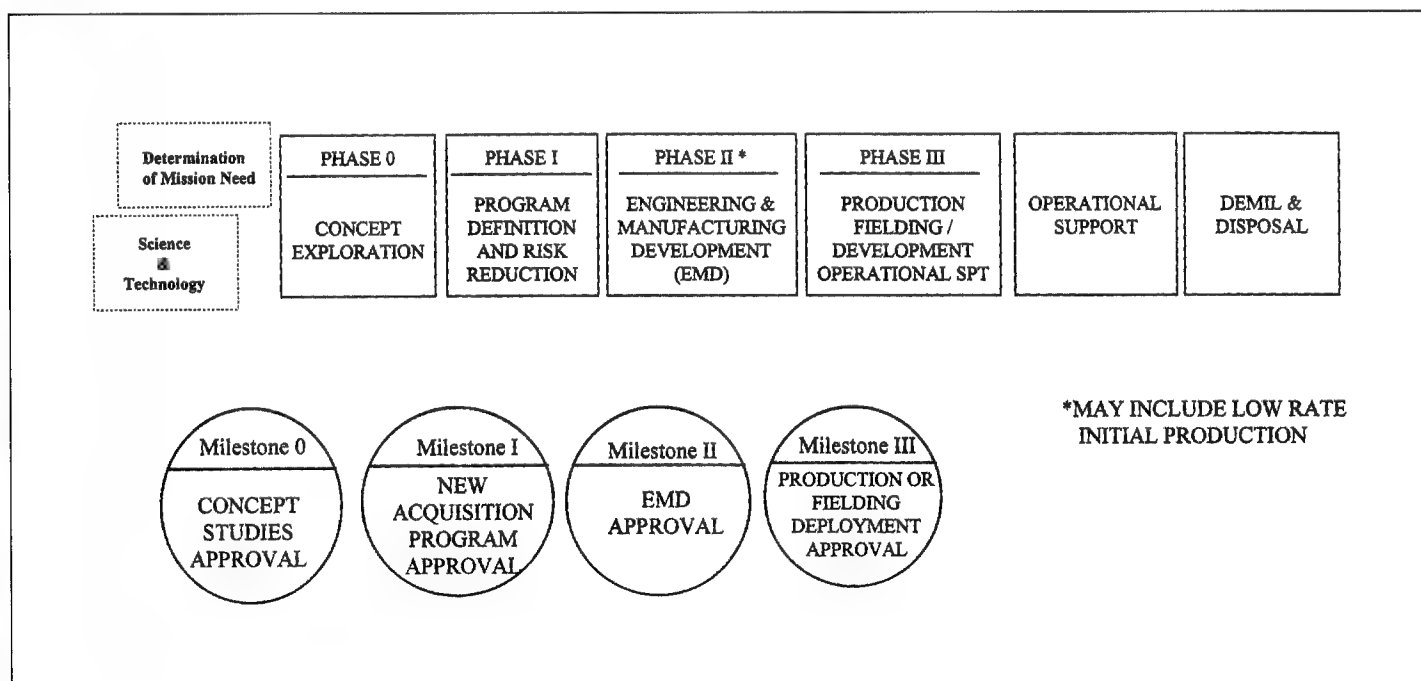 Determination
of Mission Need
Science
&
Technology
PHASE 0
CONCEPT
EXPLORATION
PHASE I
PROGRAM
DEFINITION
AND RISK
REDUCTION
PHASE II *
ENGINEERING &
MANUFACTURING
DEVELOPMENT
(EMD)
PHASE III
PRODUCTION
FIELDING /
DEVELOPMENT
OPERATIONAL SPT
OPERATIONAL
SUPPORT
DEMIL &
DISPOSAL
Milestone 0
CONCEPT
STUDIES
APPROVAL
Milestone I
NEW
ACQUISITION
PROGRAM
APPROVAL
Milestone II
EMD
APPROVAL
Milestone III
PRODUCTION OR
FIELDING
DEPLOYMENT
APPROVAL
*MAY INCLUDE LOW RATE
INITIAL PRODUCTION